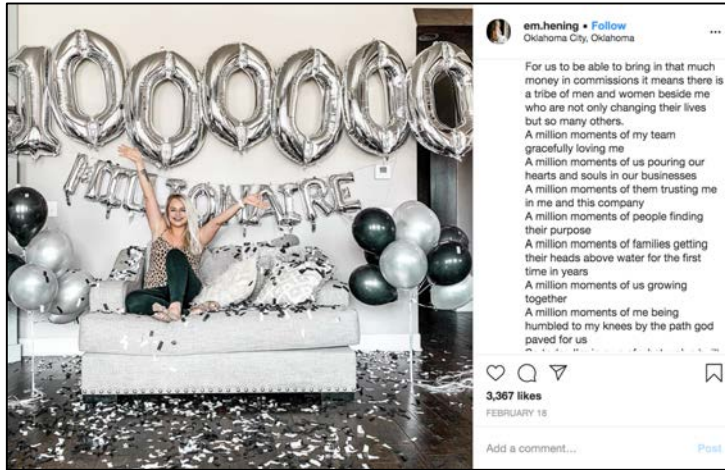 1000000
MILLIONAIRE
em.hening • Follow
Oklahoma City, Oklahoma
For us to be able to bring in that much
money in commissions it means there is
a tribe of men and women beside me
who are not only changing their lives
but so many others.
A million moments of my team
gracefully loving me
A million moments of us pouring our
hearts and souls in our businesses
A million moments of them trusting me
in me and this company
A million moments of people finding
their purpose
A million moments of families getting
their heads above water for the first
time in years
A million moments of us growing
together
A million moments of me being
humbled to my knees by the path god
paved for us
3,367 likes
FEBRUARY 18
Add a comment...
Post